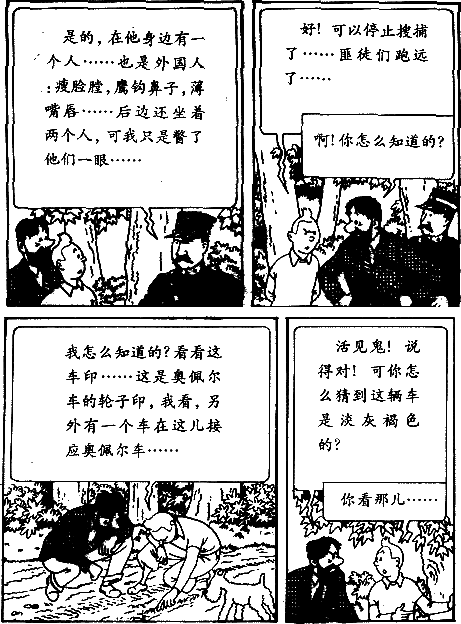 是的，在他身边有一
个人……也是外国人
：瘦脸膛，鹰钩鼻子，薄
嘴唇……后边还坐着
两个人，可我只是瞥了
他们一眼……
好！可以停止搜捕
了……匪徒们跑远
了……
啊！你怎么知道的？
我怎么知道的？看看这
车印……这是奥佩尔
车的轮子印，我看，另
外有一个车在这儿接
应奥佩尔车……
活见鬼！说
得对！可你怎
么猜到这辆车
是淡灰褐色
的？
你看那儿……